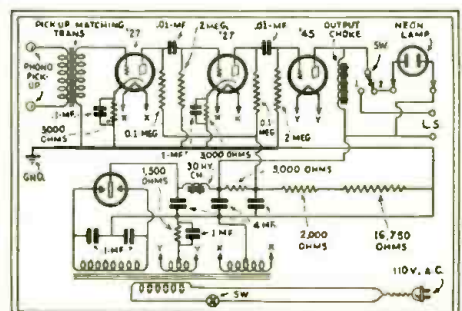 PICKUP MATCHING
TRANS
'27
.01-MF
2 MEG.
'27
.01-MF
'45
OUTPUT
CHOKE
SW.
NEON
LAMP
PHONO
PICK-
UP
1-MF.
3000
OHMS
X X
0.1 MEG
X X
Y Y
0.1
MEG
2 MEG
L.S.
1-MF
3,000 OHMS
GND.
1,500
OHMS
30 HY.
CH.
5,000 OHMS
4 MF.
2,000
OHMS
16,750
OHMS
.1-MF
1 MF.
Y Y
X X
110 V. A.C.
SW